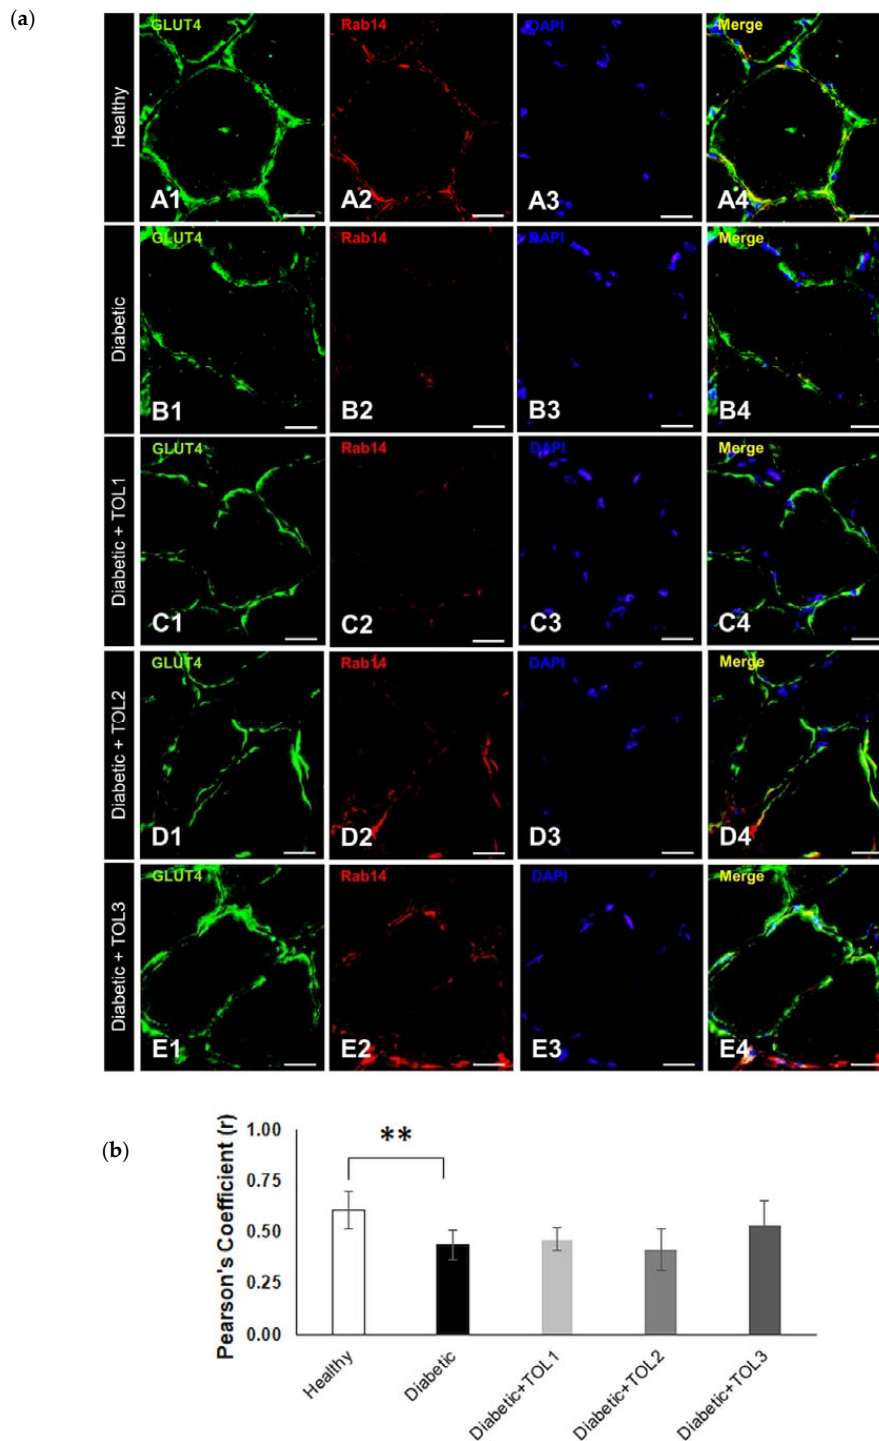 (a)
Healthy
GLUT4 Rab14 DAPI Merge
A1 A2 A3 A4
Diabetic
GLUT4 Rab14 DAPI Merge
B1 B2 B3 B4
Diabetic + TOL1
GLUT4 Rab14 DAPI Merge
C1 C2 C3 C4
Diabetic + TOL2
GLUT4 Rab14 DAPI Merge
D1 D2 D3 D4
Diabetic + TOL3
GLUT4 Rab14 DAPI Merge
E1 E2 E3 E4
(b)
Pearson's Coefficient (r)
1.00
0.75
0.50
0.25
0.00
**
Healthy
Diabetic
Diabetic+TOL1
Diabetic+TOL2
Diabetic+TOL3